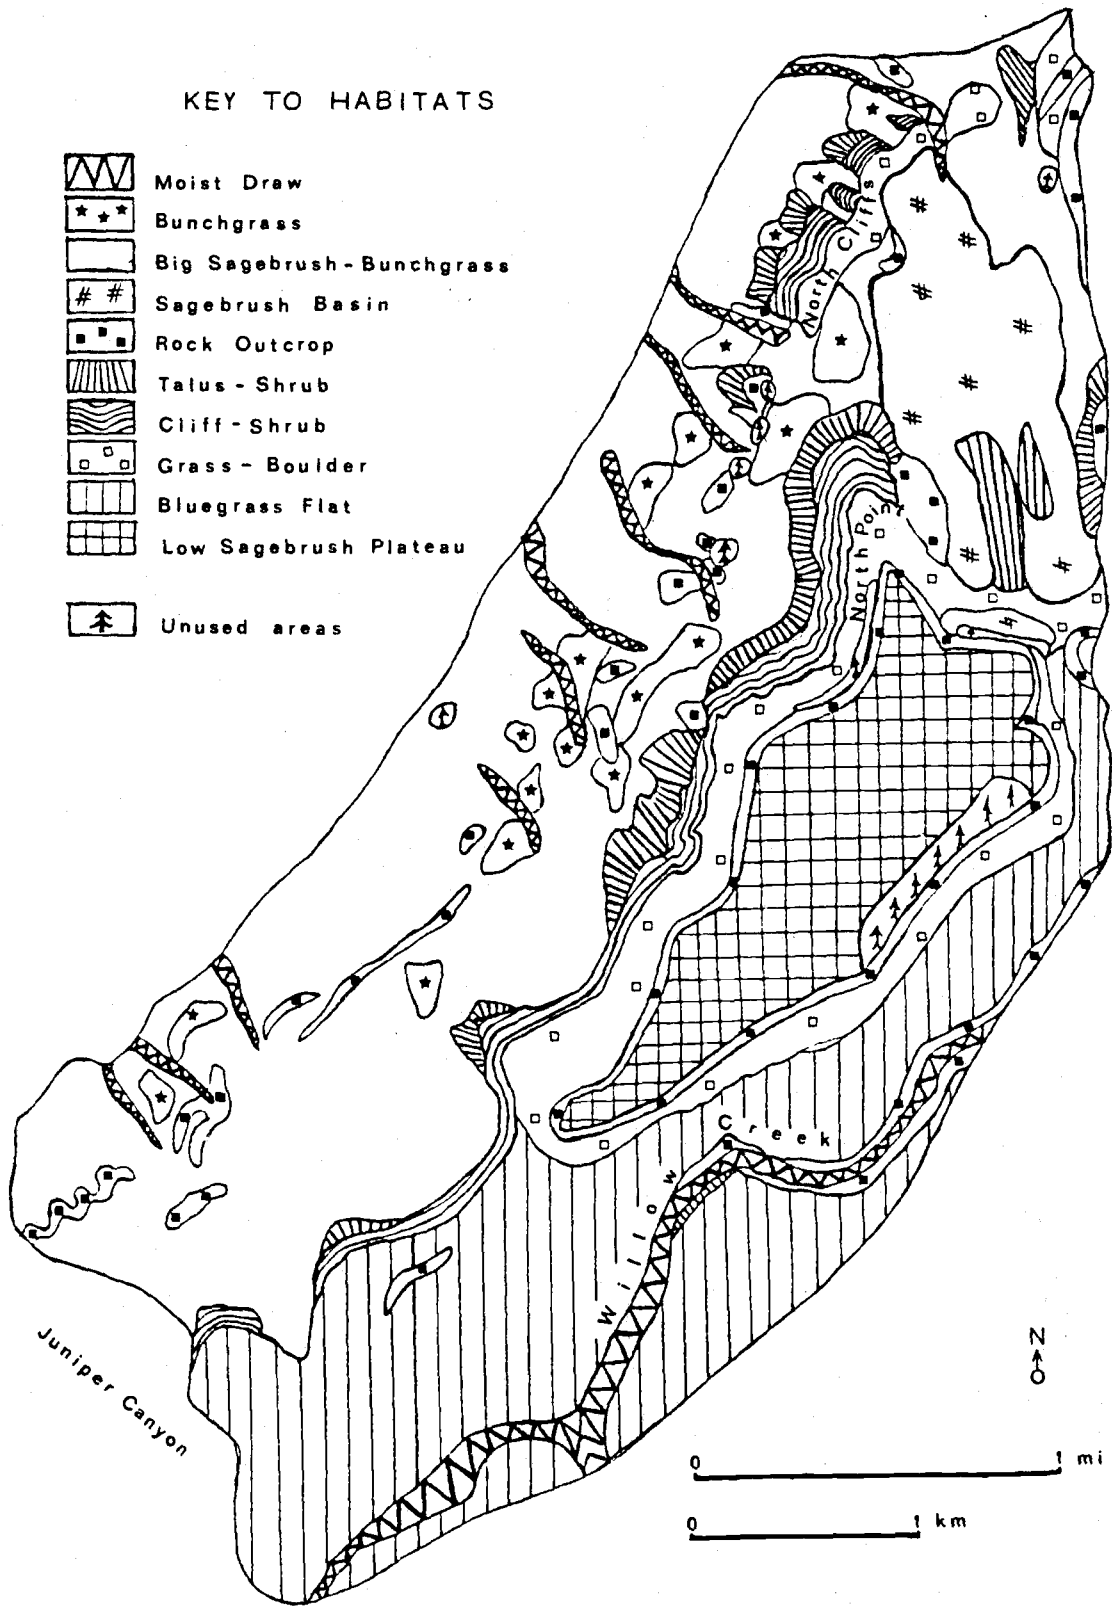 KEY TO HABITATS
Moist Draw
Bunchgrass
Big Sagebrush-Bunchgrass
Sagebrush Basin
Rock Outcrop
Talus-Shrub
Cliff-Shrub
Grass-Boulder
Bluegrass Flat
Low Sagebrush Plateau
Unused areas
North Cliffs
North Point
Willow Creek
Juniper Canyon
N
0 1 mi
0 1 km